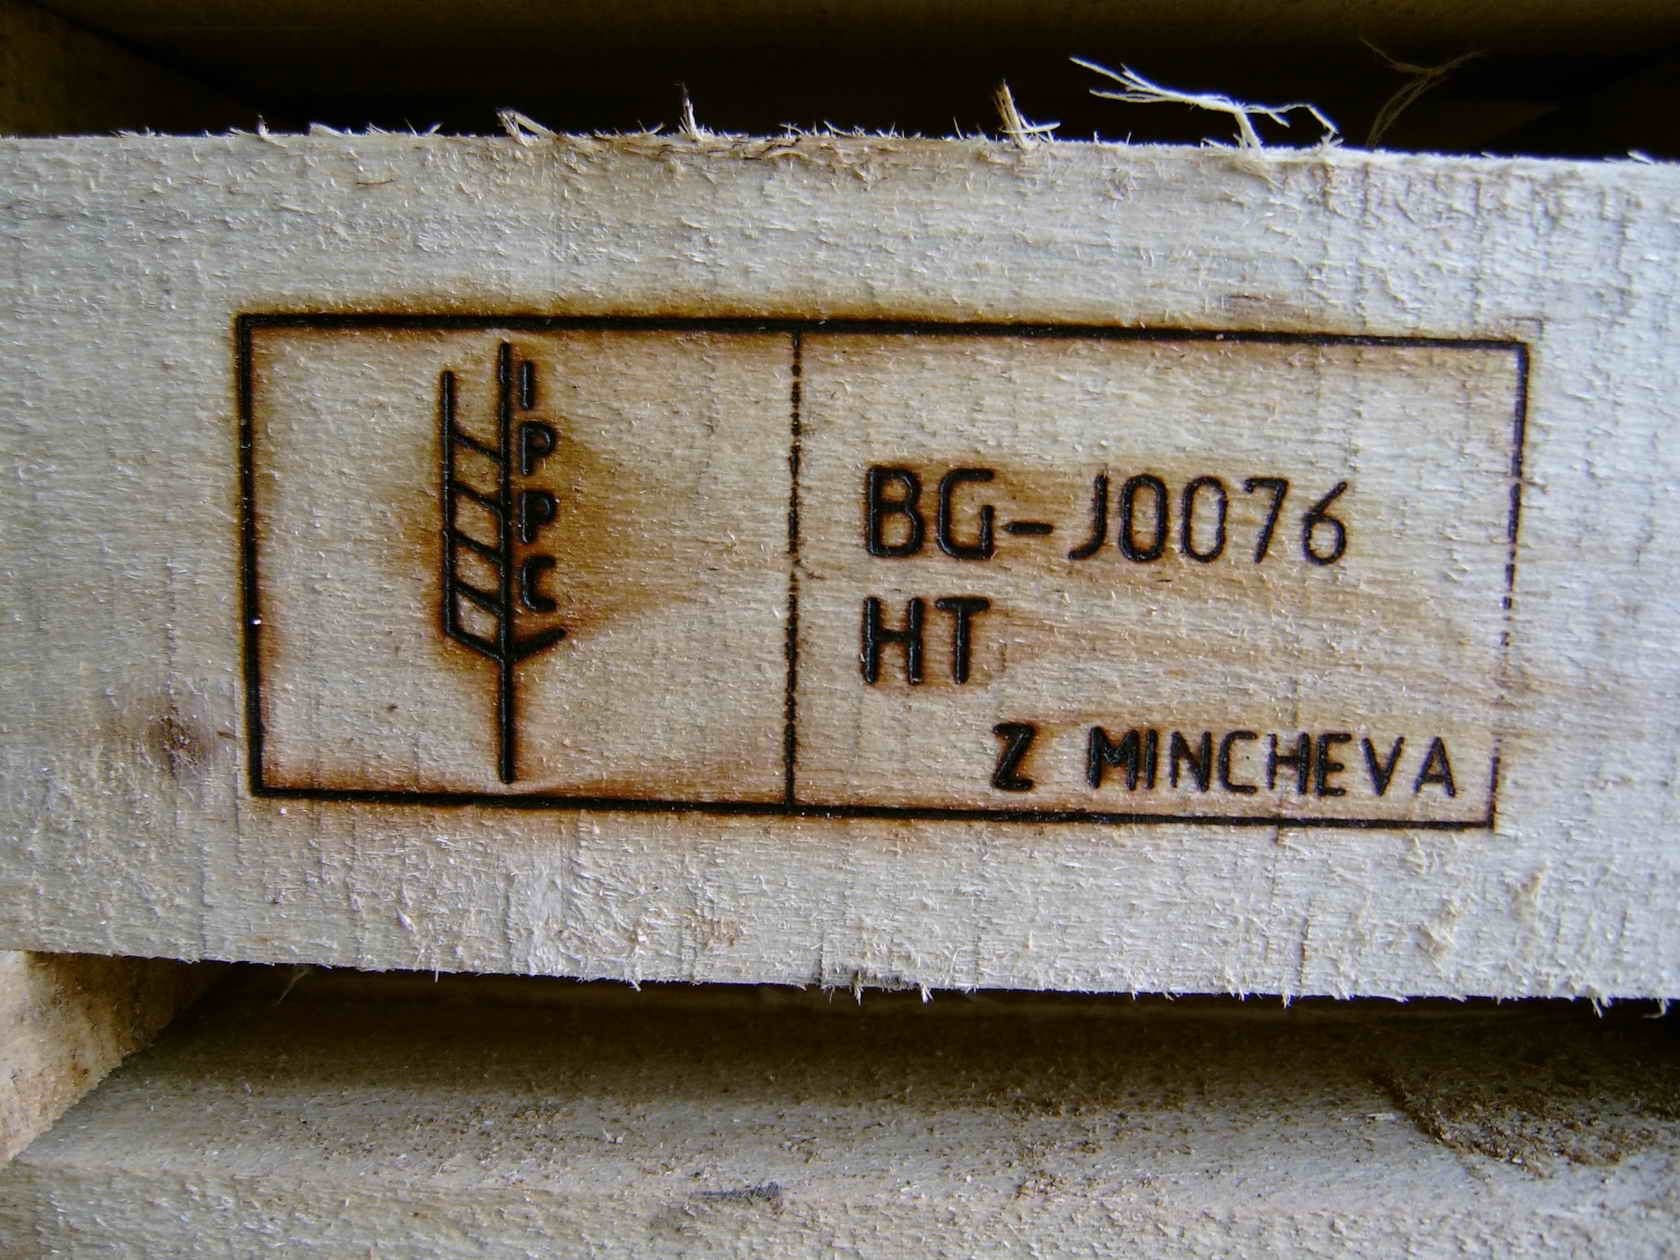 IPPC
BG-J0076
HT
Z MINCHEVA